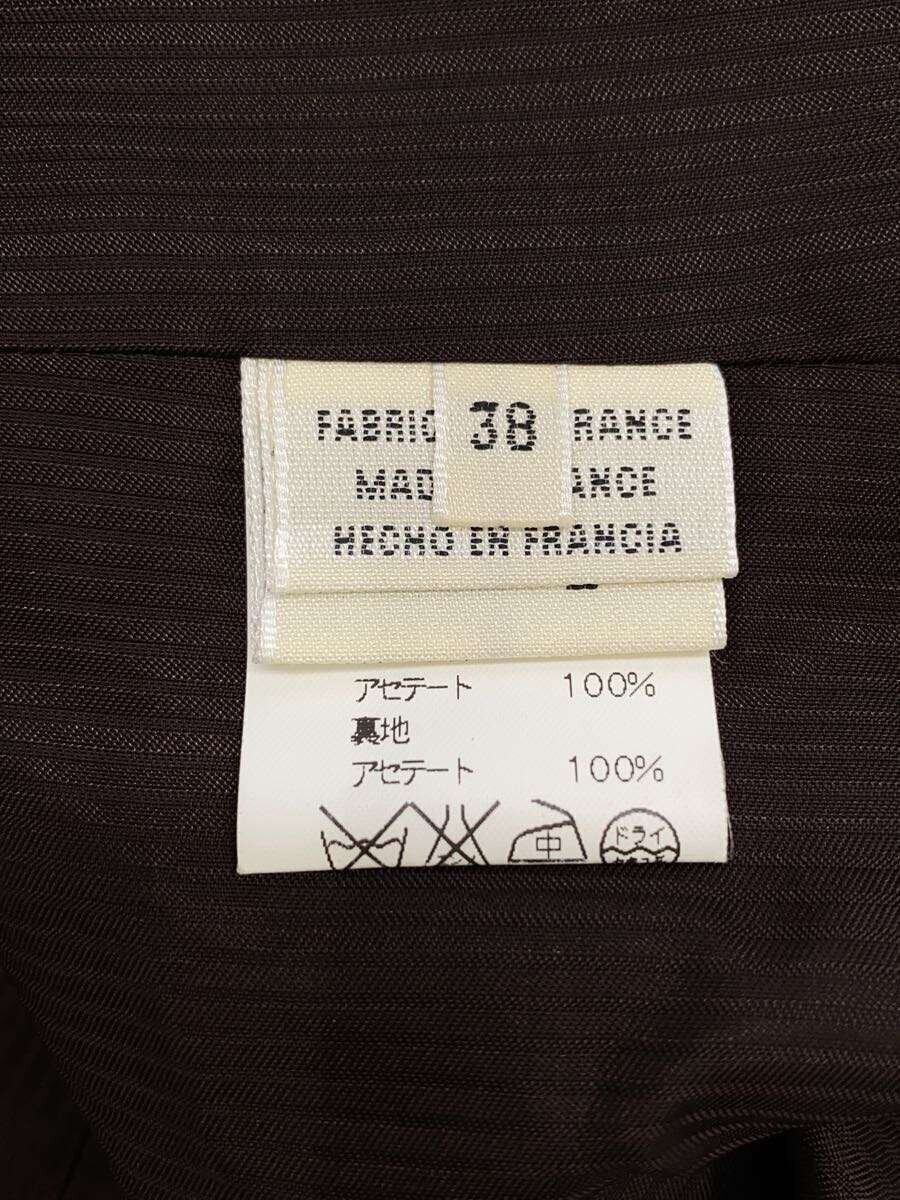 38
FABRIC RANCE
MAD ANCE
HECHO EN FRANCIA
アセテート 100%
裏地
アセテート 100%
中
ドライ